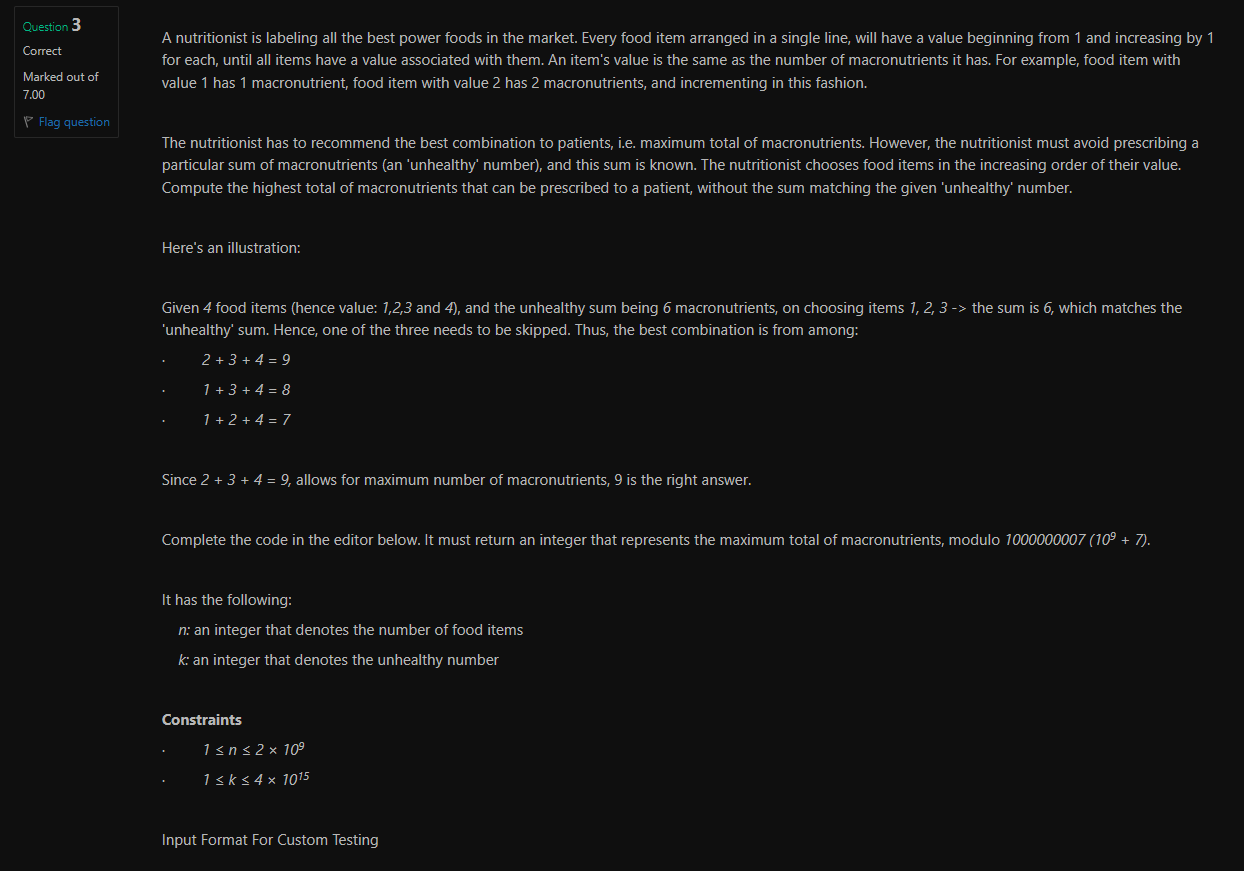 Question 3
Correct
Marked out of
7.00
Flag question
A nutritionist is labeling all the best power foods in the market. Every food item arranged in a single line, will have a value beginning from 1 and increasing by 1
for each, until all items have a value associated with them. An item's value is the same as the number of macronutrients it has. For example, food item with
value 1 has 1 macronutrient, food item with value 2 has 2 macronutrients, and incrementing in this fashion.
The nutritionist has to recommend the best combination to patients, i.e. maximum total of macronutrients. However, the nutritionist must avoid prescribing a
particular sum of macronutrients (an 'unhealthy' number), and this sum is known. The nutritionist chooses food items in the increasing order of their value.
Compute the highest total of macronutrients that can be prescribed to a patient, without the sum matching the given 'unhealthy' number.
Here's an illustration:
Given 4 food items (hence value: 1,2,3 and 4), and the unhealthy sum being 6 macronutrients, on choosing items 1, 2, 3 -> the sum is 6, which matches the
'unhealthy' sum. Hence, one of the three needs to be skipped. Thus, the best combination is from among:
· 2 + 3 + 4 = 9
· 1 + 3 + 4 = 8
· 1 + 2 + 4 = 7
Since 2 + 3 + 4 = 9, allows for maximum number of macronutrients, 9 is the right answer.
Complete the code in the editor below. It must return an integer that represents the maximum total of macronutrients, modulo 1000000007 (10⁹ + 7).
It has the following:
n: an integer that denotes the number of food items
k: an integer that denotes the unhealthy number
Constraints
· 1 ≤ n ≤ 2 × 10⁹
· 1 ≤ k ≤ 4 × 10¹⁵
Input Format For Custom Testing